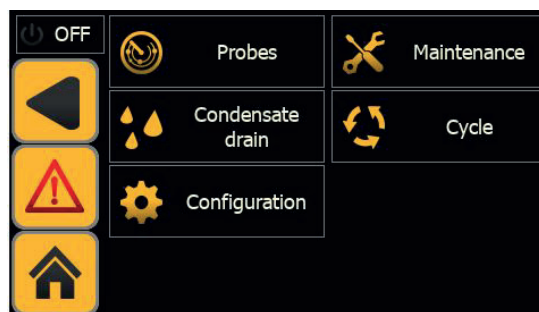 OFF
Probes
Maintenance
Condensate
drain
Cycle
Configuration